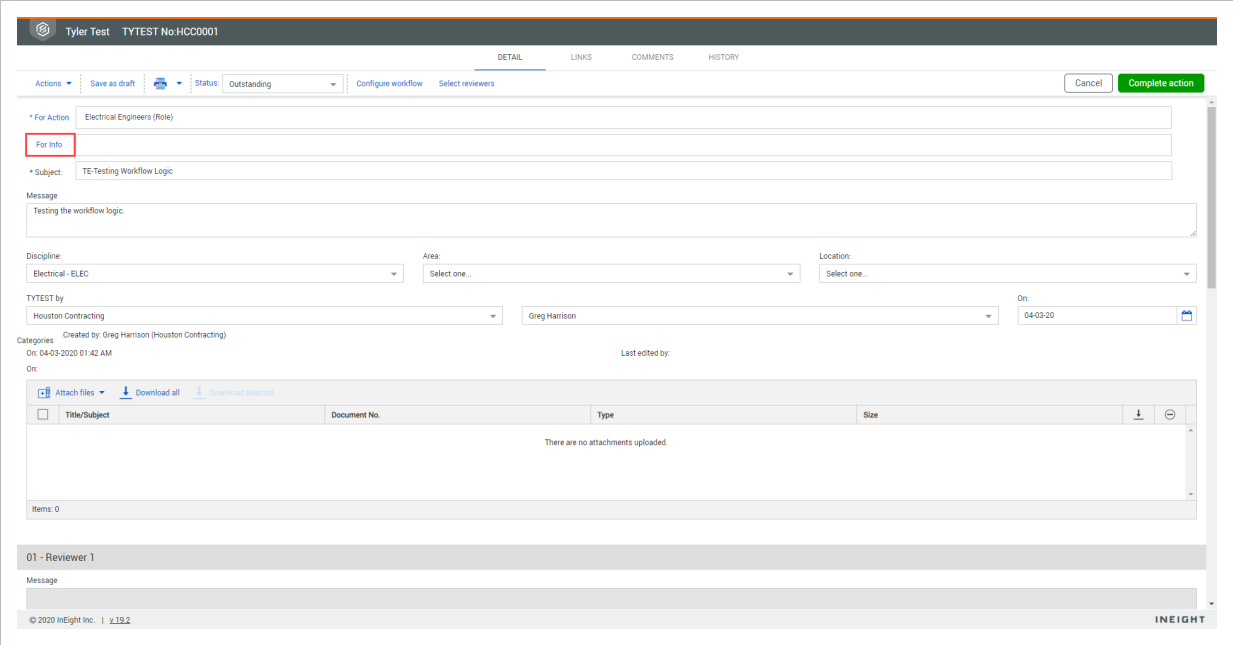 Tyler Test TYTEST No:HCC0001
DETAIL LINKS COMMENTS HISTORY
Actions Save as draft Status: Outstanding Configure workflow Select reviewers Cancel Complete action
* For Action Electrical Engineers (Role)
For Info
* Subject: TE-Testing Workflow Logic
Message
Testing the workflow logic.
Discipline: Area: Location:
Electrical - ELEC Select one... Select one...
TYTEST by On:
Houston Contracting Greg Harrison 04-03-20
Created by: Greg Harrison (Houston Contracting)
Categories
On: 04-03-2020 01:42 AM Last edited by:
On:
Attach files Download all Download selected
Title/Subject Document No. Type Size
There are no attachments uploaded.
Items: 0
01 - Reviewer 1
Message
© 2020 InEight Inc. | v 19.2 INEIGHT